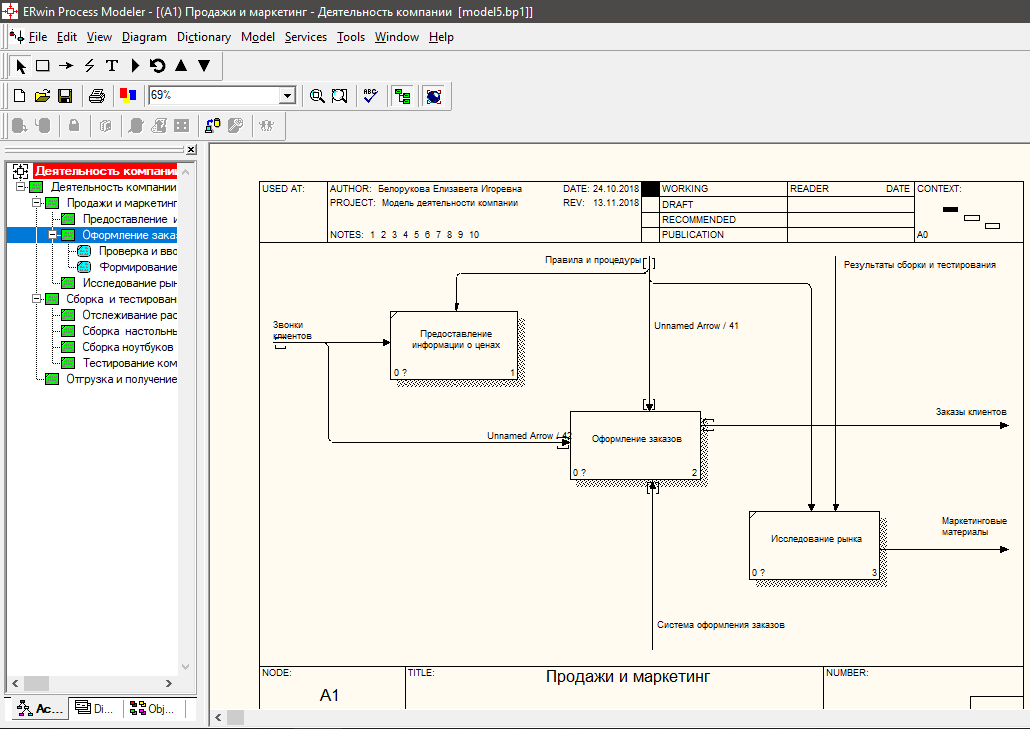 ERwin Process Modeler - [(A1) Продажи и маркетинг - Деятельность компании [model5.bp1]]
File Edit View Diagram Dictionary Model Services Tools Window Help
T
69%
ABC
Деятельность компании
Деятельность компании
Продажи и маркетинг
Предоставление и
Оформление зака
Проверка и вво
Формирование
Исследование рын
Сборка и тестирован
Отслеживание рас
Сборка настольны
Сборка ноутбуков
Тестирование ком
Отгрузка и получение
Ac... Di... Obj...
USED AT:
AUTHOR: Белорукова Елизавета Игоревна
DATE: 24.10.2018
PROJECT: Модель деятельности компании
REV: 13.11.2018
NOTES: 1 2 3 4 5 6 7 8 9 10
WORKING
DRAFT
RECOMMENDED
PUBLICATION
READER DATE
CONTEXT:
A0
Правила и процедуры
Результаты сборки и тестирования
Звонки
клиентов
Предоставление
информации о ценах
0 ? 1
Unnamed Arrow / 41
Заказы клиентов
Unnamed Arrow / 42
Оформление заказов
0 ? 2
Маркетинговые
материалы
Исследование рынка
0 ? 3
Система оформления заказов
NODE:
A1
TITLE:
Продажи и маркетинг
NUMBER: